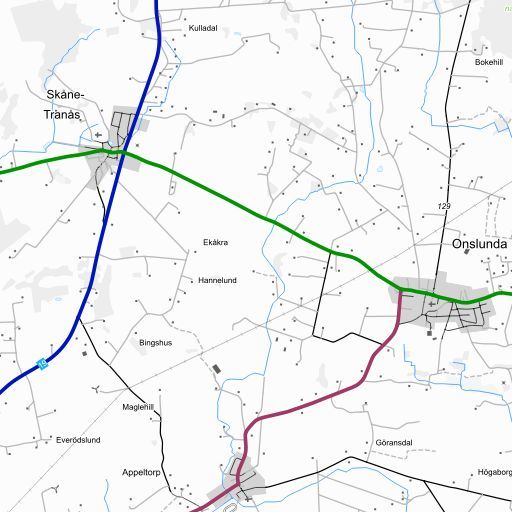 Kulladal
Bokehill
Skåne-
Tranås
129
Onslunda
Ekåkra
Hannelund
Bingshus
Maglehill
Everödslund
Göransdal
Appeltorp
Högaborg